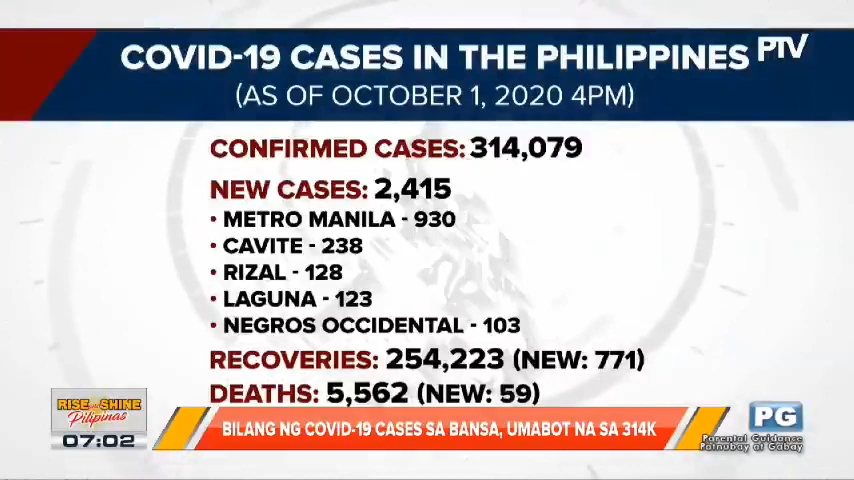 COVID-19 CASES IN THE PHILIPPINES
PTV
(AS OF OCTOBER 1, 2020 4PM)
CONFIRMED CASES: 314,079
NEW CASES: 2,415
• METRO MANILA - 930
• CAVITE - 238
• RIZAL - 128
• LAGUNA - 123
• NEGROS OCCIDENTAL - 103
RECOVERIES: 254,223 (NEW: 771)
DEATHS: 5,562 (NEW: 59)
RISE and SHINE
Pilipinas
07:02
BILANG NG COVID-19 CASES SA BANSA, UMABOT NA SA 314K
PG
Parental Guidance
Patnubay at Gabay